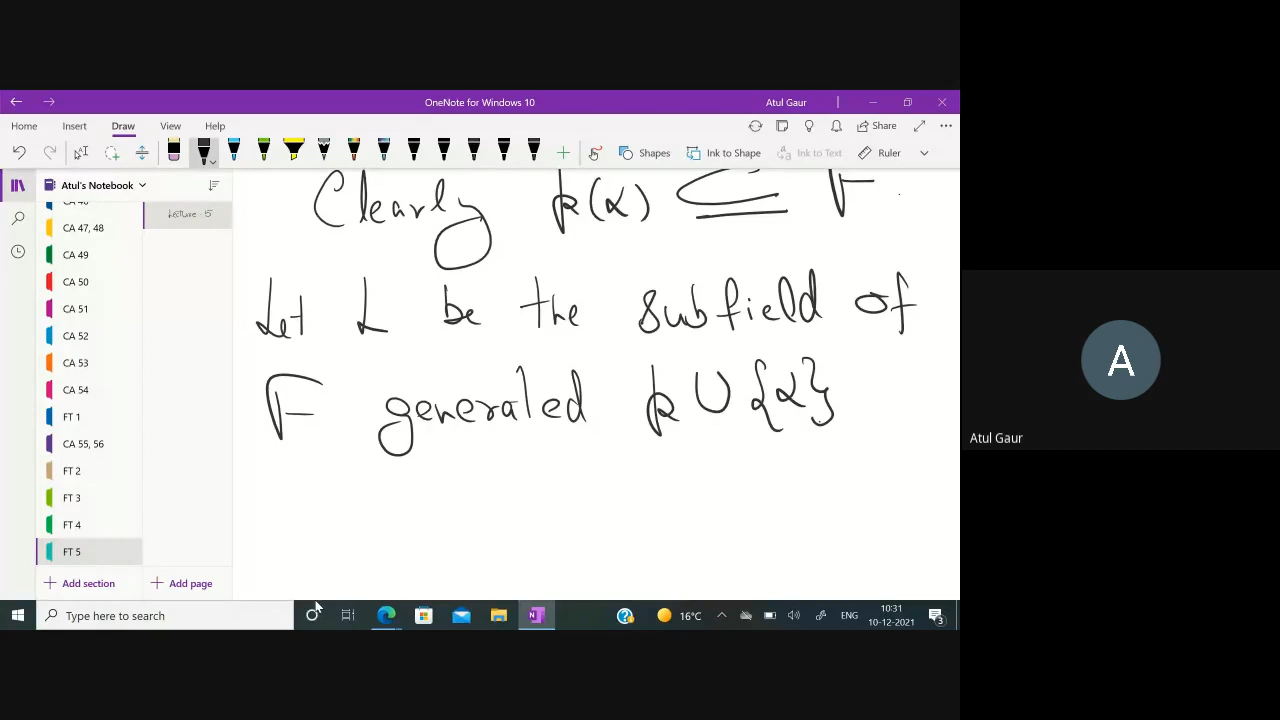 OneNote for Windows 10
Atul Gaur
Home Insert Draw View Help
Share
Shapes Ink to Shape Ink to Text Ruler
Atul's Notebook
CA 46
CA 47, 48
CA 49
CA 50
CA 51
CA 52
CA 53
CA 54
FT 1
CA 55, 56
FT 2
FT 3
FT 4
FT 5
Add section
Lecture - 5
Add page
Clearly k(α) ⊆ F .
Let L be the subfield of
F generated k ∪ {α}
Type here to search
16°C
ENG
10:31
10-12-2021
3
A
Atul Gaur